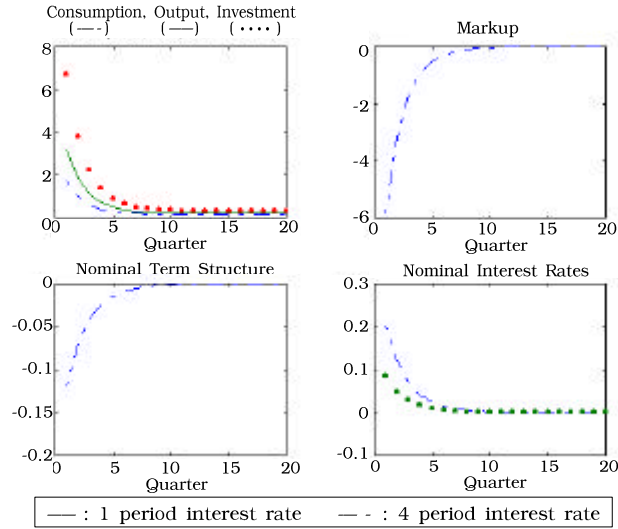 Consumption, Output, Investment
( — - ) ( —— ) ( •••• )
8
6
4
2
0
0 5 10 15 20
Quarter
Markup
0
-2
-4
-6
0 5 10 15 20
Quarter
Nominal Term Structure
0
-0.05
-0.1
-0.15
-0.2
0 5 10 15 20
Quarter
Nominal Interest Rates
0.3
0.2
0.1
0
-0.1
0 5 10 15 20
Quarter
—— : 1 period interest rate — - : 4 period interest rate